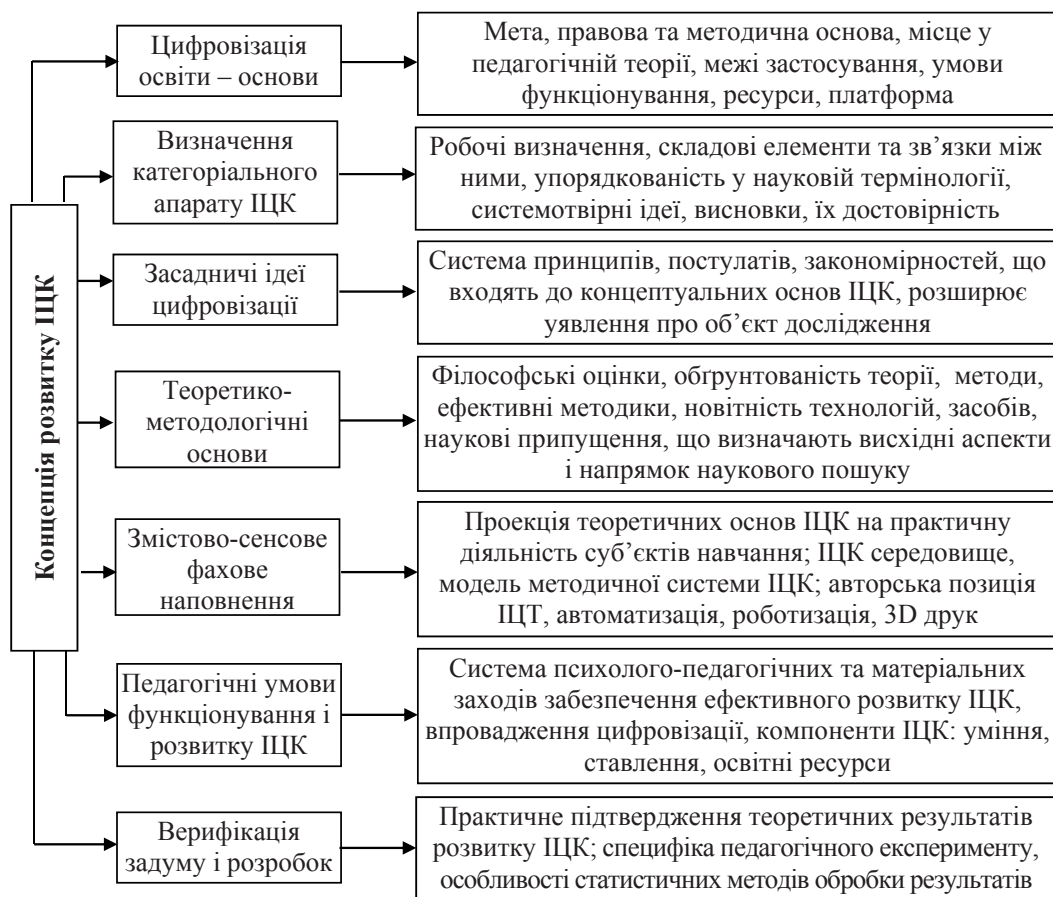 Концепція розвитку ІЦК
Цифровізація
освіти – основи
Мета, правова та методична основа, місце у
педагогічній теорії, межі застосування, умови
функціонування, ресурси, платформа
Визначення
категоріального
апарату ІЦК
Робочі визначення, складові елементи та зв’язки між
ними, упорядкованість у науковій термінології,
системотвірні ідеї, висновки, їх достовірність
Засадничі ідеї
цифровізації
Система принципів, постулатів, закономірностей, що
входять до концептуальних основ ІЦК, розширює
уявлення про об’єкт дослідження
Теоретико-
методологічні
основи
Філософські оцінки, обґрунтованість теорії, методи,
ефективні методики, новітність технологій, засобів,
наукові припущення, що визначають висхідні аспекти
і напрямок наукового пошуку
Змістово-сенсове
фахове
наповнення
Проекція теоретичних основ ІЦК на практичну
діяльність суб’єктів навчання; ІЦК середовище,
модель методичної системи ІЦК; авторська позиція
ІЦТ, автоматизація, роботизація, 3D друк
Педагогічні умови
функціонування і
розвитку ІЦК
Система психолого-педагогічних та матеріальних
заходів забезпечення ефективного розвитку ІЦК,
впровадження цифровізації, компоненти ІЦК: уміння,
ставлення, освітні ресурси
Верифікація
задуму і розробок
Практичне підтвердження теоретичних результатів
розвитку ІЦК; специфіка педагогічного експерименту,
особливості статистичних методів обробки результатів